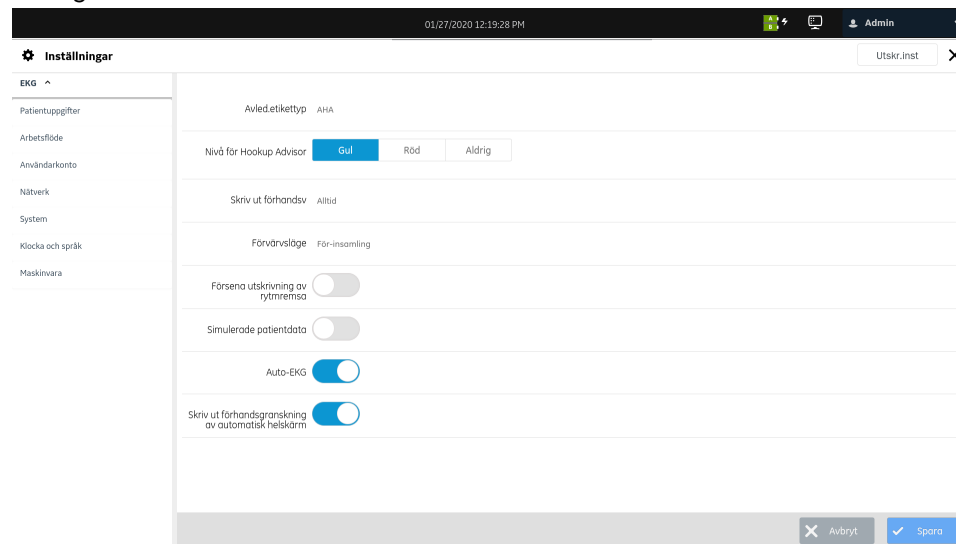 01/27/2020 12:19:28 PM
A
B
Admin
Inställningar
Utskr.inst
EKG
Patientuppgifter
Arbetsflöde
Användarkonto
Nätverk
System
Klocka och språk
Maskinvara
Avled.etikettyp AHA
Nivå för Hookup Advisor Gul Röd Aldrig
Skriv ut förhandsv Alltid
Förvärvsläge För-insamling
Försena utskrivning av
rytmremsa
Simulerade patientdata
Auto-EKG
Skriv ut förhandsgranskning
av automatisk helskärm
Avbryt Spara